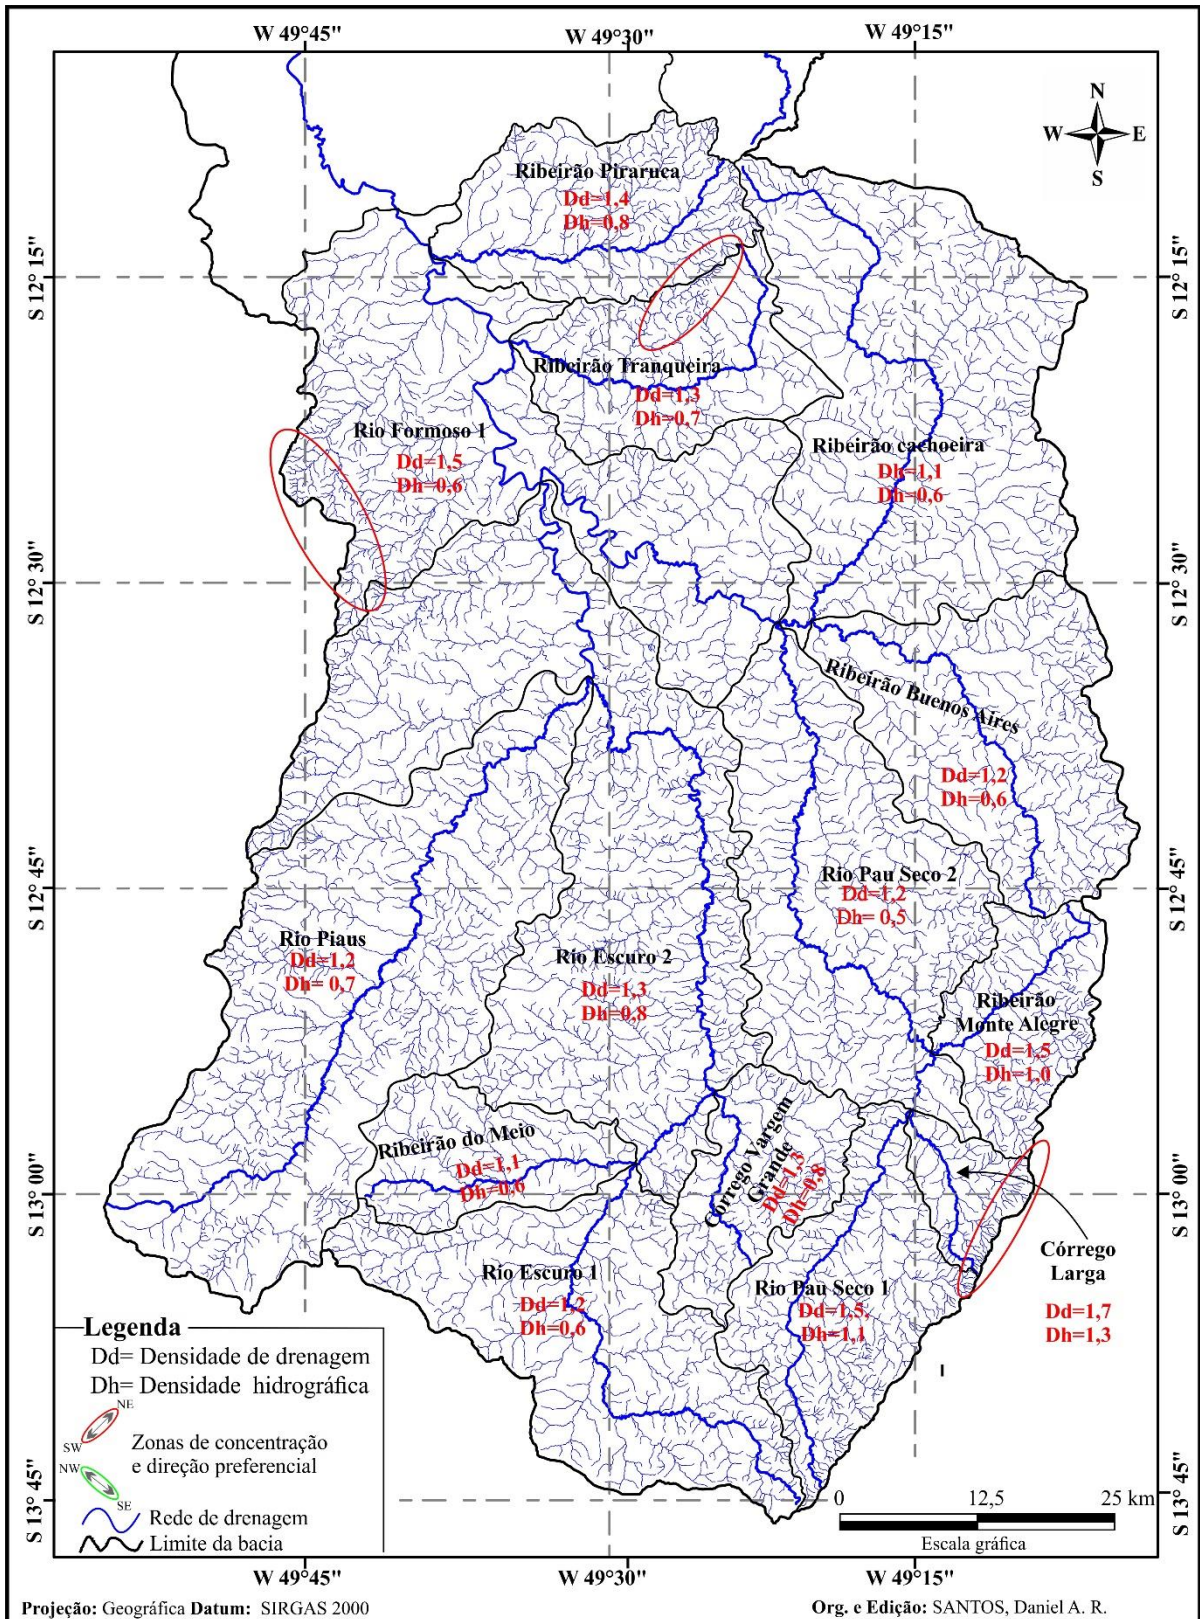 W 49°45"
W 49°30"
W 49°15"
N
W E
S
Ribeirão Piraruca
Dd=1,4
Dh=0,8
S 12°15"
S 12° 15"
Ribeirão Tranqueira
Dd=1,3
Dh=0,7
Rio Formoso 1
Dd=1,5
Dh=0,6
Ribeirão cachoeira
Dh=1,1
Dh=0,6
S 12°30"
S 12° 30"
Ribeirão Buenos Aires
Dd=1,2
Dh=0,6
S 12°45"
S 12° 45"
Rio Pau Seco 2
Dd=1,2
Dh= 0,5
Rio Piaus
Dd=1,2
Dh= 0,7
Rio Escuro 2
Dd=1,3
Dh=0,8
Ribeirão
Monte Alegre
Dd=1,5
Dh=1,0
Ribeirão do Meio
Dd=1,1
Dh=0,6
Córrego Vargem
Grande
Dd=1,3
Dh=0,8
S 13°00"
S 13° 00"
Córrego
Larga
Dd=1,7
Dh=1,3
Rio Escuro 1
Dd=1,2
Dh=0,6
Rio Pau Seco 1
Dd=1,5,
Dh=1,1
Legenda
Dd= Densidade de drenagem
Dh= Densidade hidrográfica
NE
SW
NW
SE
Zonas de concentração
e direção preferencial
Rede de drenagem
Limite da bacia
S 13° 45"
S 13° 45"
0 12,5 25 km
Escala gráfica
W 49°45"
W 49°30"
W 49°15"
Projeção: Geográfica Datum: SIRGAS 2000
Org. e Edição: SANTOS, Daniel A. R.